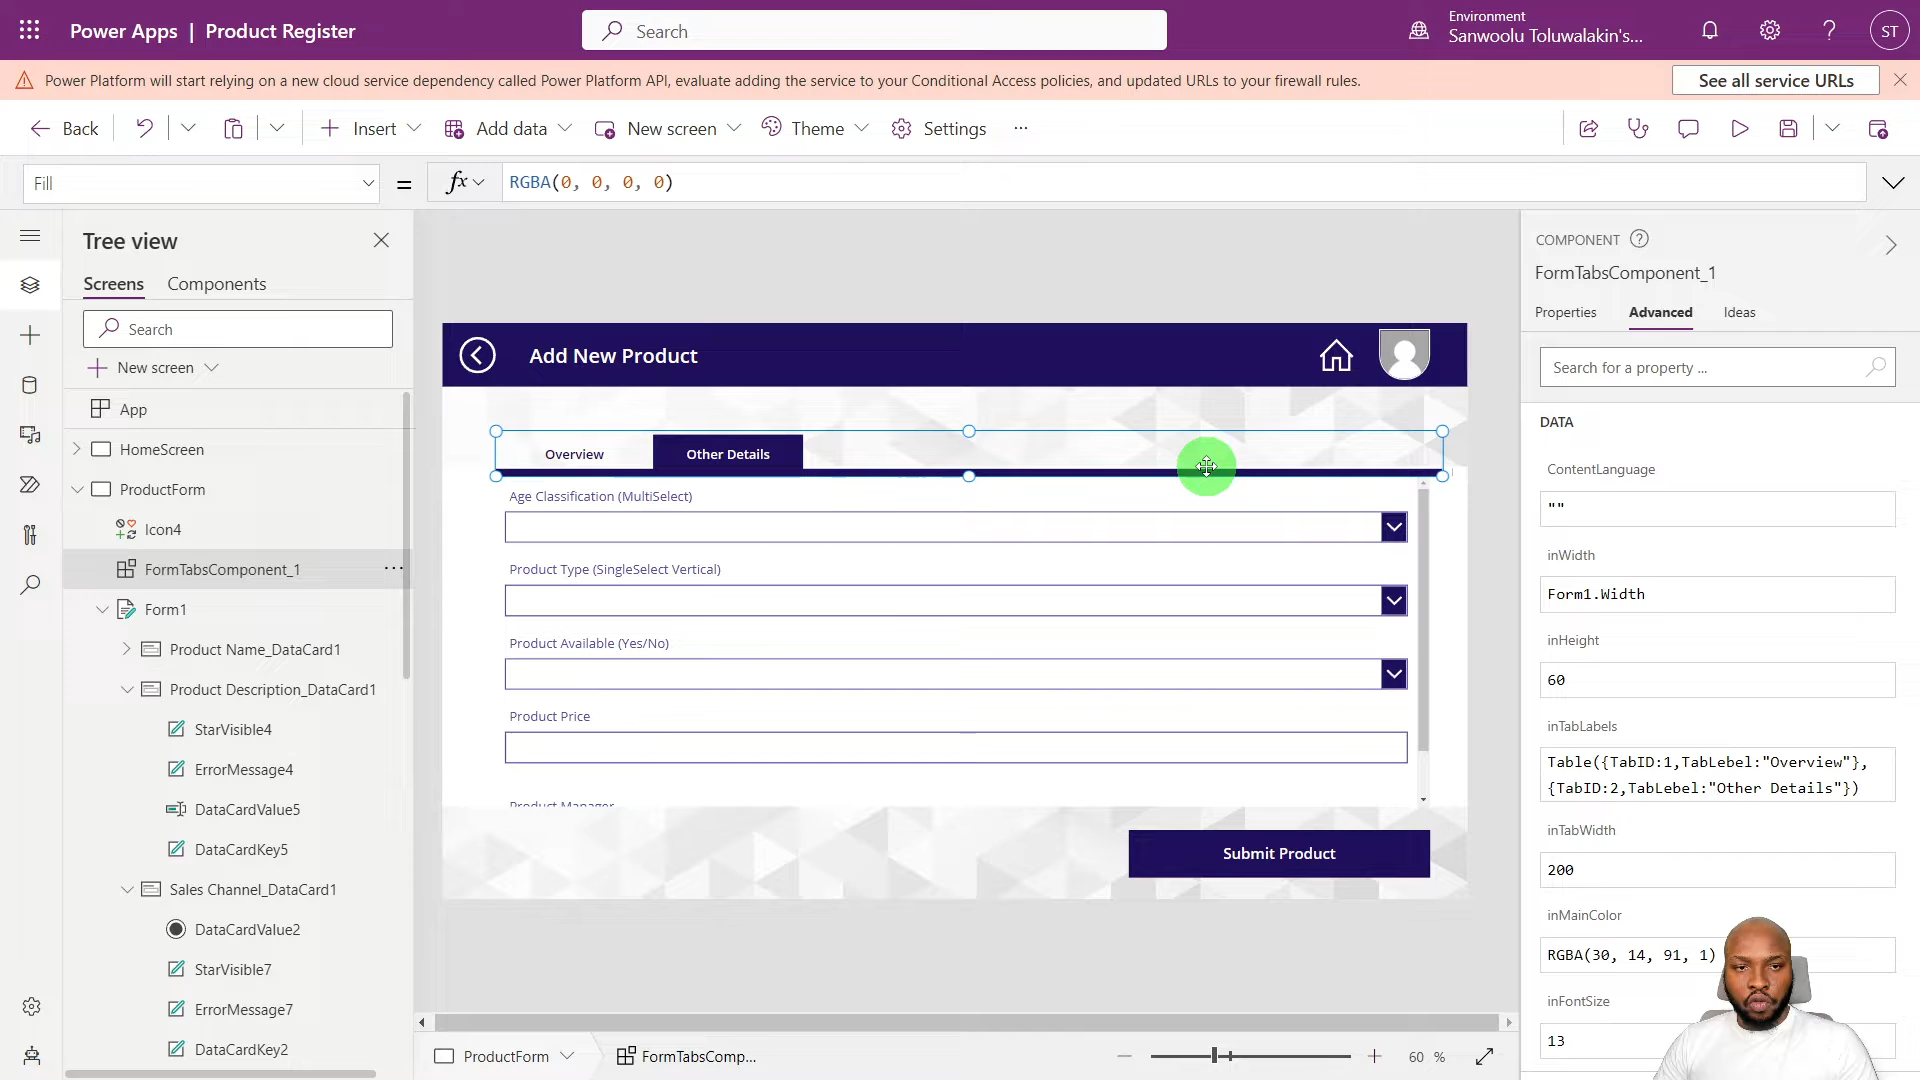 Power Apps | Product Register
Search
Environment
Sanwoolu Toluwalakin's...
ST
Power Platform will start relying on a new cloud service dependency called Power Platform API, evaluate adding the service to your Conditional Access policies, and updated URLs to your firewall rules.
See all service URLs
Back
Insert
Add data
New screen
Theme
Settings
...
Fill
=
fx
RGBA(0, 0, 0, 0)
Tree view
Screens
Components
Search
New screen
App
HomeScreen
ProductForm
Icon4
FormTabsComponent_1
...
Form1
Product Name_DataCard1
Product Description_DataCard1
StarVisible4
ErrorMessage4
DataCardValue5
DataCardKey5
Sales Channel_DataCard1
DataCardValue2
StarVisible7
ErrorMessage7
DataCardKey2
Add New Product
Overview
Other Details
Age Classification (MultiSelect)
Product Type (SingleSelect Vertical)
Product Available (Yes/No)
Product Price
Product Manager
Submit Product
ProductForm
FormTabsComp...
60 %
COMPONENT
FormTabsComponent_1
Properties
Advanced
Ideas
Search for a property ...
DATA
ContentLanguage
""
inWidth
Form1.Width
inHeight
60
inTabLabels
Table({TabID:1,TabLebel:"Overview"},
{TabID:2,TabLebel:"Other Details"})
inTabWidth
200
inMainColor
RGBA(30, 14, 91, 1)
inFontSize
13